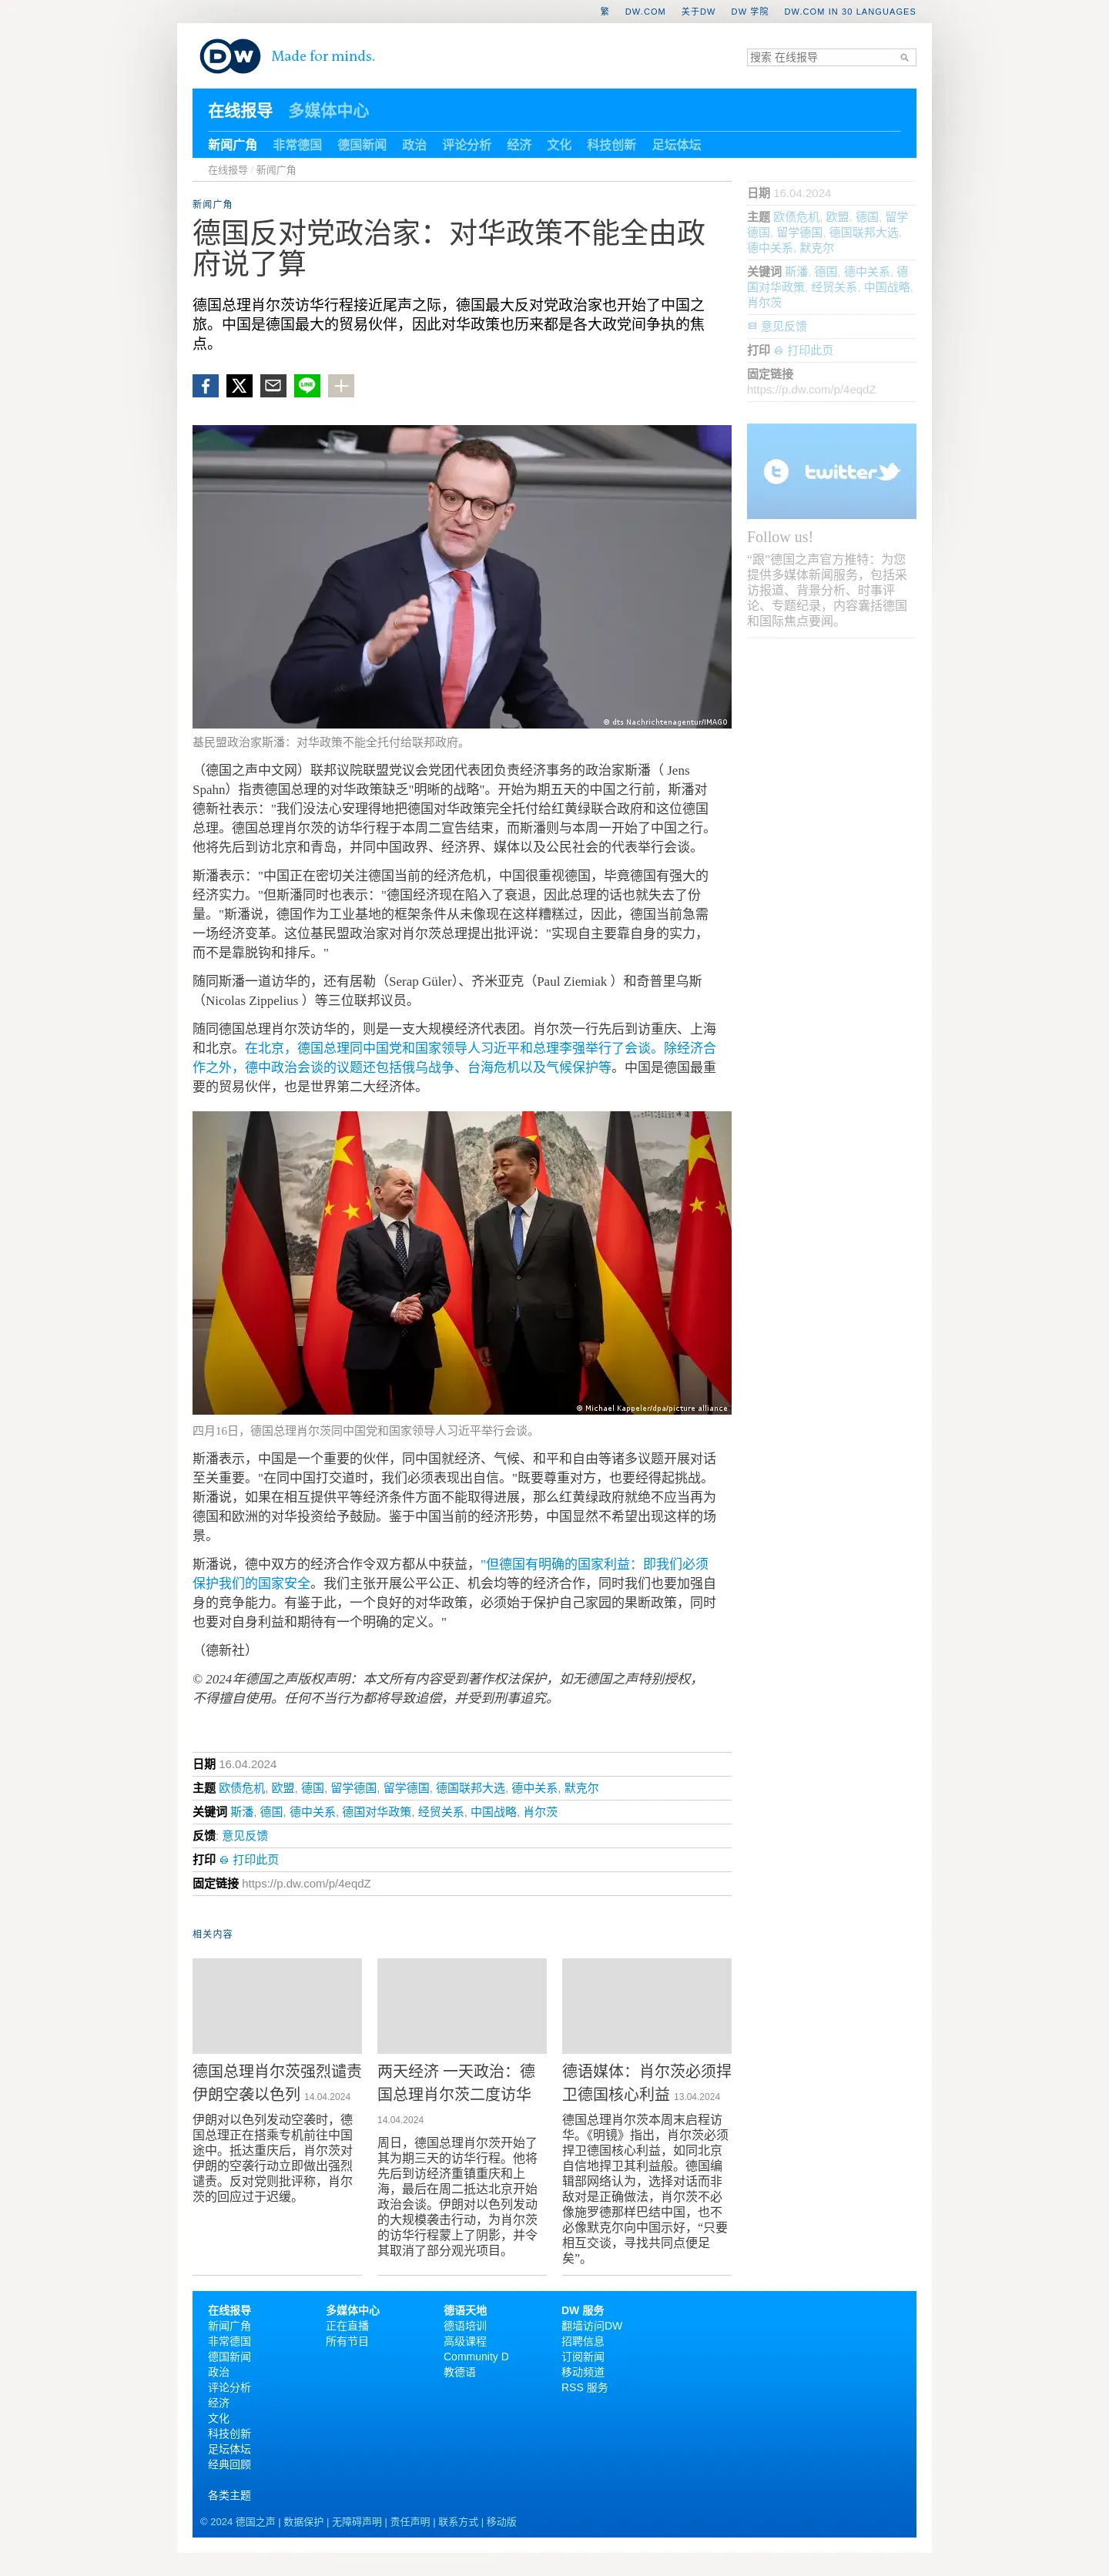 繁 DW.COM 关于DW DW 学院 DW.COM IN 30 LANGUAGES
DW Made for minds.
搜索 在线报导
在线报导 多媒体中心
新闻广角 非常德国 德国新闻 政治 评论分析 经济 文化 科技创新 足坛体坛
在线报导 / 新闻广角
新闻广角
德国反对党政治家：对华政策不能全由政
府说了算
德国总理肖尔茨访华行程接近尾声之际，德国最大反对党政治家也开始了中国之
旅。中国是德国最大的贸易伙伴，因此对华政策也历来都是各大政党间争执的焦
点。
LINE
© dts Nachrichtenagentur/IMAGO
基民盟政治家斯潘：对华政策不能全托付给联邦政府。
（德国之声中文网）联邦议院联盟党议会党团代表团负责经济事务的政治家斯潘（ Jens
Spahn）指责德国总理的对华政策缺乏"明晰的战略"。开始为期五天的中国之行前，斯潘对
德新社表示："我们没法心安理得地把德国对华政策完全托付给红黄绿联合政府和这位德国
总理。德国总理肖尔茨的访华行程于本周二宣告结束，而斯潘则与本周一开始了中国之行。
他将先后到访北京和青岛，并同中国政界、经济界、媒体以及公民社会的代表举行会谈。
斯潘表示："中国正在密切关注德国当前的经济危机，中国很重视德国，毕竟德国有强大的
经济实力。"但斯潘同时也表示："德国经济现在陷入了衰退，因此总理的话也就失去了份
量。"斯潘说，德国作为工业基地的框架条件从未像现在这样糟糕过，因此，德国当前急需
一场经济变革。这位基民盟政治家对肖尔茨总理提出批评说："实现自主要靠自身的实力，
而不是靠脱钩和排斥。"
随同斯潘一道访华的，还有居勒（Serap Güler）、齐米亚克（Paul Ziemiak ）和奇普里乌斯
（Nicolas Zippelius ）等三位联邦议员。
随同德国总理肖尔茨访华的，则是一支大规模经济代表团。肖尔茨一行先后到访重庆、上海
和北京。在北京，德国总理同中国党和国家领导人习近平和总理李强举行了会谈。除经济合
作之外，德中政治会谈的议题还包括俄乌战争、台海危机以及气候保护等。中国是德国最重
要的贸易伙伴，也是世界第二大经济体。
© Michael Kappeler/dpa/picture alliance
四月16日，德国总理肖尔茨同中国党和国家领导人习近平举行会谈。
斯潘表示，中国是一个重要的伙伴，同中国就经济、气候、和平和自由等诸多议题开展对话
至关重要。"在同中国打交道时，我们必须表现出自信。"既要尊重对方，也要经得起挑战。
斯潘说，如果在相互提供平等经济条件方面不能取得进展，那么红黄绿政府就绝不应当再为
德国和欧洲的对华投资给予鼓励。鉴于中国当前的经济形势，中国显然不希望出现这样的场
景。
斯潘说，德中双方的经济合作令双方都从中获益，"但德国有明确的国家利益：即我们必须
保护我们的国家安全。我们主张开展公平公正、机会均等的经济合作，同时我们也要加强自
身的竞争能力。有鉴于此，一个良好的对华政策，必须始于保护自己家园的果断政策，同时
也要对自身利益和期待有一个明确的定义。"
（德新社）
© 2024年德国之声版权声明：本文所有内容受到著作权法保护，如无德国之声特别授权，
不得擅自使用。任何不当行为都将导致追偿，并受到刑事追究。
日期 16.04.2024
主题 欧债危机, 欧盟, 德国, 留学德国, 留学德国, 德国联邦大选, 德中关系, 默克尔
关键词 斯潘, 德国, 德中关系, 德国对华政策, 经贸关系, 中国战略, 肖尔茨
反馈: 意见反馈
打印 打印此页
固定链接 https://p.dw.com/p/4eqdZ
日期 16.04.2024
主题 欧债危机, 欧盟, 德国, 留学
德国, 留学德国, 德国联邦大选,
德中关系, 默克尔
关键词 斯潘, 德国, 德中关系, 德
国对华政策, 经贸关系, 中国战略,
肖尔茨
意见反馈
打印 打印此页
固定链接
https://p.dw.com/p/4eqdZ
twitter
Follow us!
“跟”德国之声官方推特：为您
提供多媒体新闻服务，包括采
访报道、背景分析、时事评
论、专题纪录，内容囊括德国
和国际焦点要闻。
相关内容
德国总理肖尔茨强烈谴责
伊朗空袭以色列 14.04.2024
伊朗对以色列发动空袭时，德
国总理正在搭乘专机前往中国
途中。抵达重庆后，肖尔茨对
伊朗的空袭行动立即做出强烈
谴责。反对党则批评称，肖尔
茨的回应过于迟缓。
两天经济 一天政治：德
国总理肖尔茨二度访华
14.04.2024
周日，德国总理肖尔茨开始了
其为期三天的访华行程。他将
先后到访经济重镇重庆和上
海，最后在周二抵达北京开始
政治会谈。伊朗对以色列发动
的大规模袭击行动，为肖尔茨
的访华行程蒙上了阴影，并令
其取消了部分观光项目。
德语媒体：肖尔茨必须捍
卫德国核心利益 13.04.2024
德国总理肖尔茨本周末启程访
华。《明镜》指出，肖尔茨必须
捍卫德国核心利益，如同北京
自信地捍卫其利益般。德国编
辑部网络认为，选择对话而非
敌对是正确做法，肖尔茨不必
像施罗德那样巴结中国，也不
必像默克尔向中国示好，“只要
相互交谈，寻找共同点便足
矣”。
在线报导
新闻广角
非常德国
德国新闻
政治
评论分析
经济
文化
科技创新
足坛体坛
经典回顾
各类主题
多媒体中心
正在直播
所有节目
德语天地
德语培训
高级课程
Community D
教德语
DW 服务
翻墙访问DW
招聘信息
订阅新闻
移动频道
RSS 服务
© 2024 德国之声 | 数据保护 | 无障碍声明 | 责任声明 | 联系方式 | 移动版